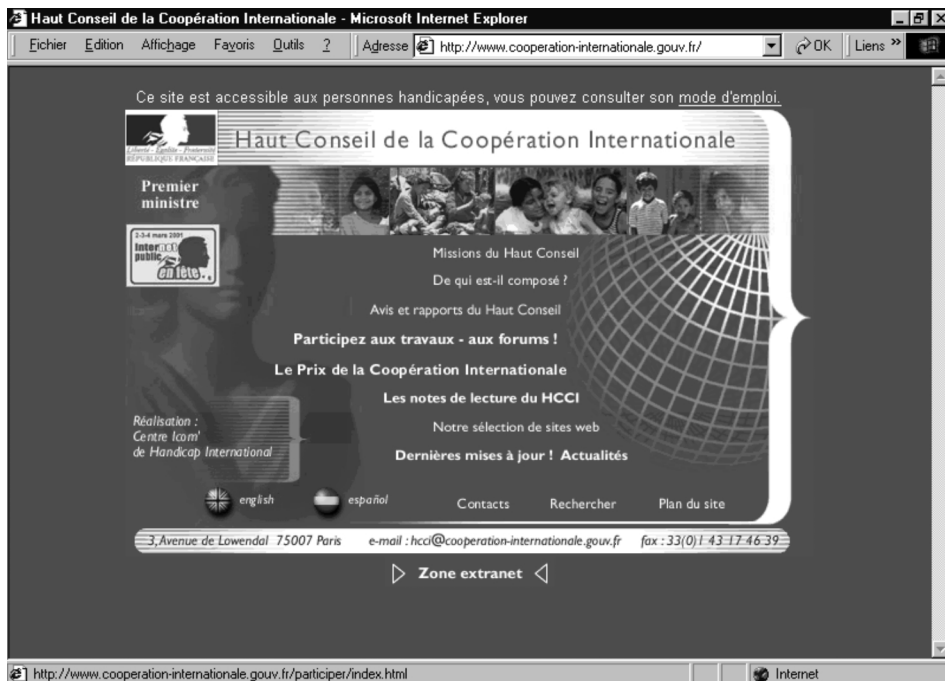 Haut Conseil de la Coopération Internationale - Microsoft Internet Explorer
Fichier Edition Affichage Favoris Outils ? Adresse http://www.cooperation-internationale.gouv.fr/ OK Liens »
Ce site est accessible aux personnes handicapées, vous pouvez consulter son mode d'emploi.
Liberté • Égalité • Fraternité
RÉPUBLIQUE FRANÇAISE
Haut Conseil de la Coopération Internationale
Premier
ministre
2-3-4 mars 2001
Internet
public
en fête
Missions du Haut Conseil
De qui est-il composé ?
Avis et rapports du Haut Conseil
Participez aux travaux - aux forums !
Le Prix de la Coopération Internationale
Les notes de lecture du HCCI
Notre sélection de sites web
Dernières mises à jour ! Actualités
Réalisation :
Centre Icom'
de Handicap International
english español Contacts Rechercher Plan du site
3,Avenue de Lowendal 75007 Paris e-mail : hcci@cooperation-internationale.gouv.fr fax : 33(0)1 43 17 46 39
Zone extranet
http://www.cooperation-internationale.gouv.fr/participer/index.html Internet